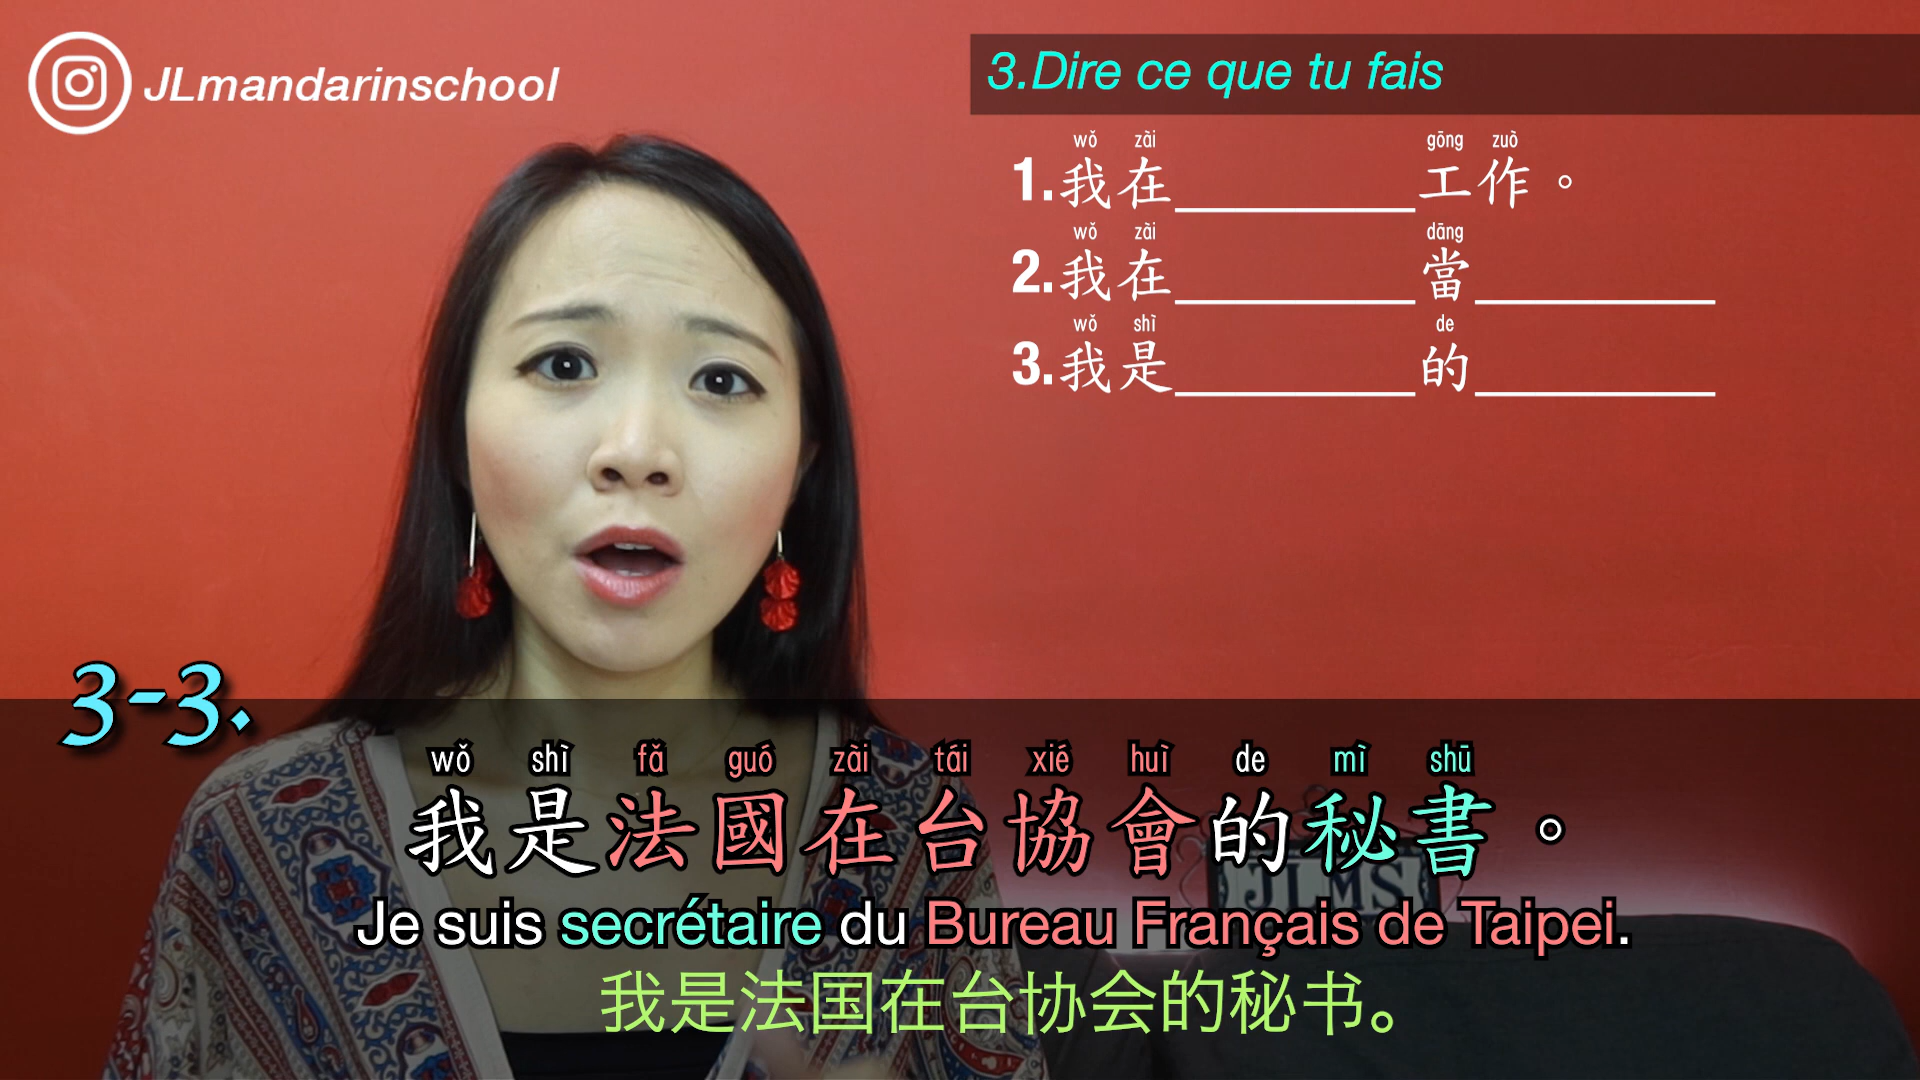 JLmandarinschool
3.Dire ce que tu fais
wǒ zài gōng zuò
1.我在________工作。
wǒ zài dāng
2.我在________當________
wǒ shì de
3.我是________的________
3-3.
wǒ shì fǎ guó zài tái xié huì de mì shū
我是法國在台協會的秘書。
JLMS
Je suis secrétaire du Bureau Français de Taipei.
我是法国在台协会的秘书。